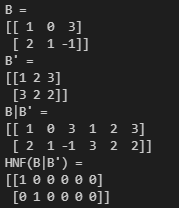 B =
[[ 1  0  3]
 [ 2  1 -1]]
B' =
[[1 2 3]
 [3 2 2]]
B|B' =
[[ 1  0  3  1  2  3]
 [ 2  1 -1  3  2  2]]
HNF(B|B') =
[[1 0 0 0 0 0]
 [0 1 0 0 0 0]]